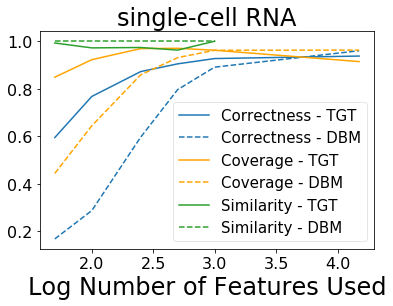 single-cell RNA
1.0
0.8
0.6
0.4
0.2
Correctness - TGT
Correctness - DBM
Coverage - TGT
Coverage - DBM
Similarity - TGT
Similarity - DBM
2.0 2.5 3.0 3.5 4.0
Log Number of Features Used